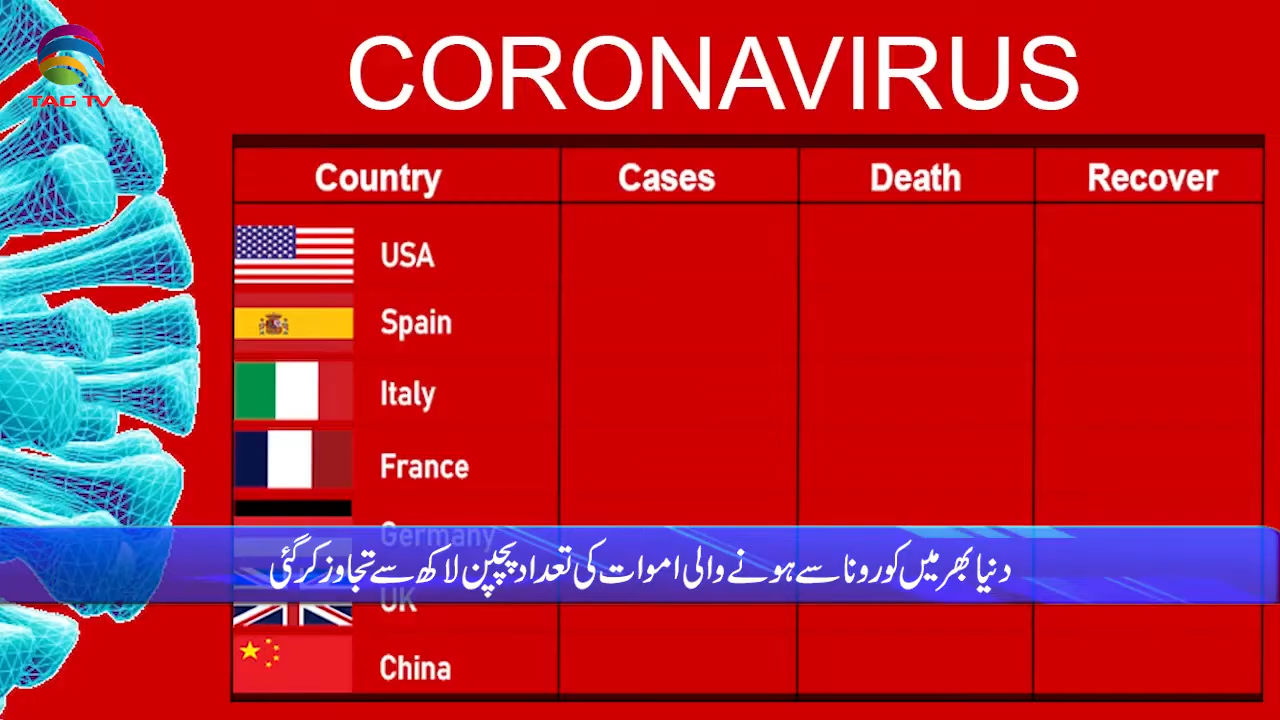 TAG TV
CORONAVIRUS
Country Cases Death Recover
USA
Spain
Italy
France
Germany
دنیا بھر میں کورونا سے ہونے والی اموات کی تعداد پچپن لاکھ سے تجاوز کر گئی
UK
China